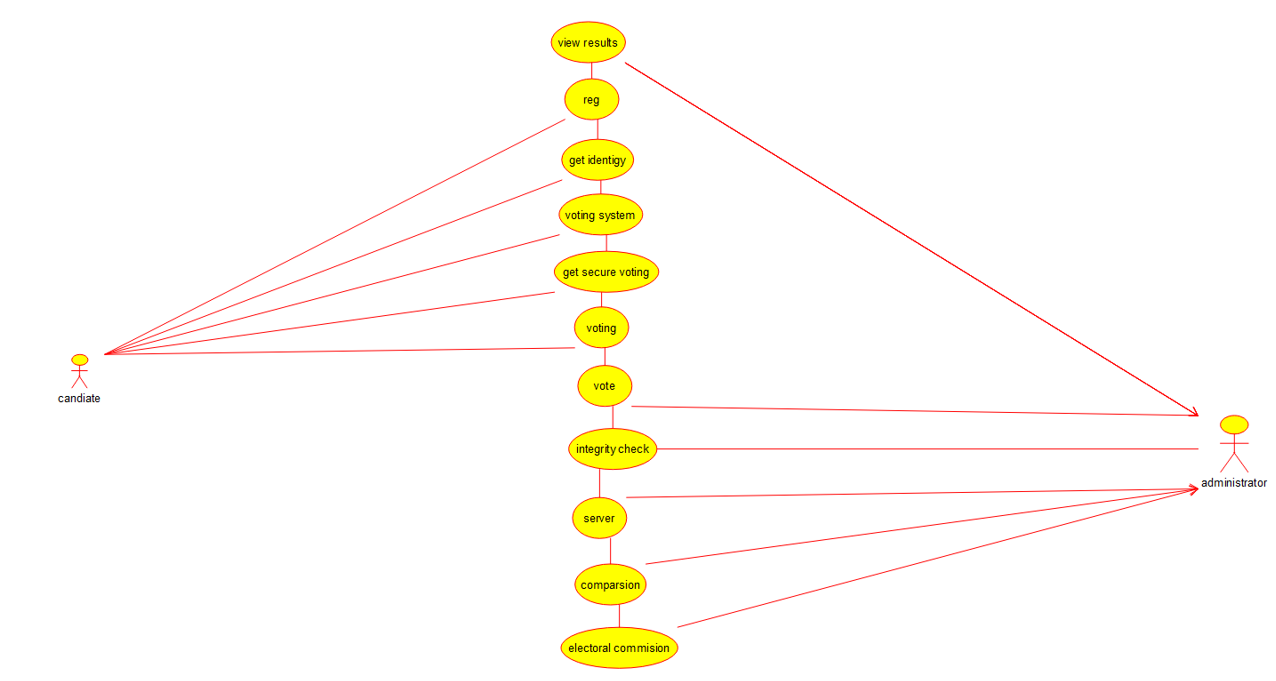 view results
reg
get identigy
voting system
get secure voting
voting
candiate
vote
integrity check
administrator
server
comparsion
electoral commision